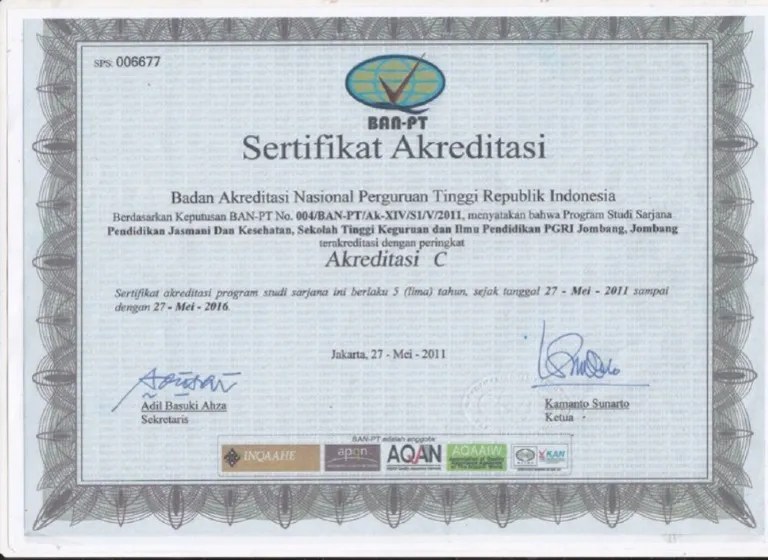 SPS: 006677
BAN-PT
Sertifikat Akreditasi
Badan Akreditasi Nasional Perguruan Tinggi Republik Indonesia
Berdasarkan Keputusan BAN-PT No. 004/BAN-PT/Ak-XIV/S1/V/2011, menyatakan bahwa Program Studi Sarjana
Pendidikan Jasmani Dan Kesehatan, Sekolah Tinggi Keguruan dan Ilmu Pendidikan PGRI Jombang, Jombang
terakreditasi dengan peringkat
Akreditasi C
Sertifikat akreditasi program studi sarjana ini berlaku 5 (lima) tahun, sejak tanggal 27 - Mei - 2011 sampai
dengan 27 - Mei - 2016.
Jakarta, 27 - Mei - 2011
Adil Basuki Ahza
Sekretaris
Kamanto Sunarto
Ketua
BAN-PT adalah anggota:
INQAAHE
apqn
AQAN
AQAAIW
KAN